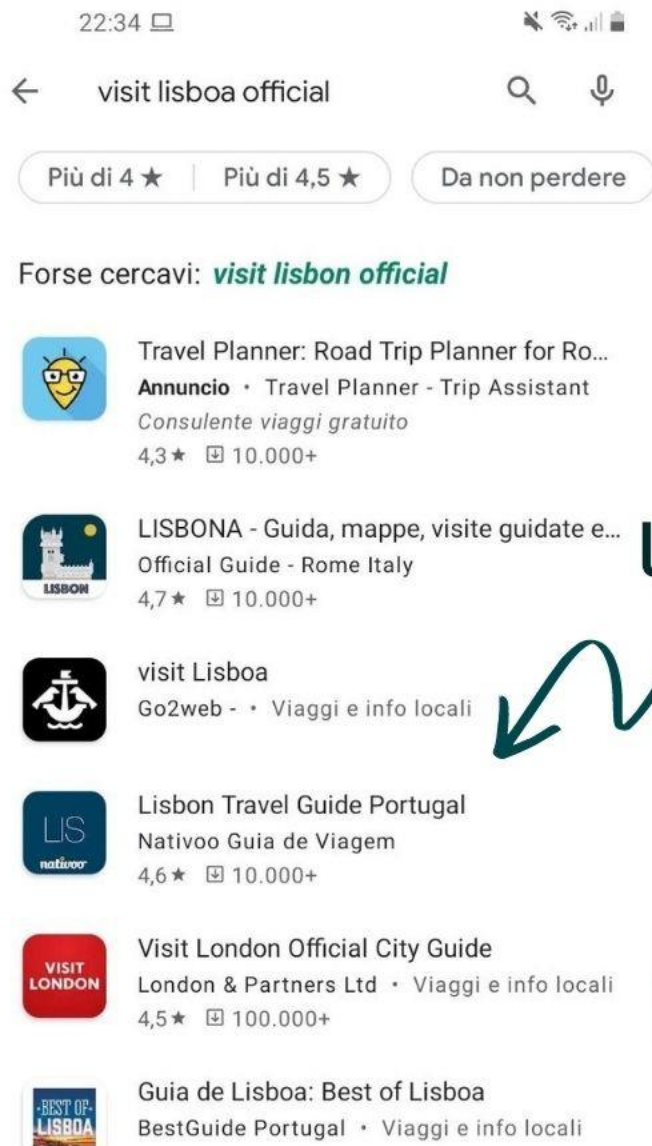 22:34
visit lisboa official
Più di 4 ★ Più di 4,5 ★ Da non perdere
Forse cercavi: visit lisbon official
Travel Planner: Road Trip Planner for Ro...
Annuncio • Travel Planner - Trip Assistant
Consulente viaggi gratuito
4,3 ★ 10.000+
LISBON
LISBONA - Guida, mappe, visite guidate e...
Official Guide - Rome Italy
4,7 ★ 10.000+
visit Lisboa
Go2web - • Viaggi e info locali
LIS
nativoo
Lisbon Travel Guide Portugal
Nativoo Guia de Viagem
4,6 ★ 10.000+
VISIT
LONDON
Visit London Official City Guide
London & Partners Ltd • Viaggi e info locali
4,5 ★ 100.000+
•BEST OF•
LISBOA
Guia de Lisboa: Best of Lisboa
BestGuide Portugal • Viaggi e info locali